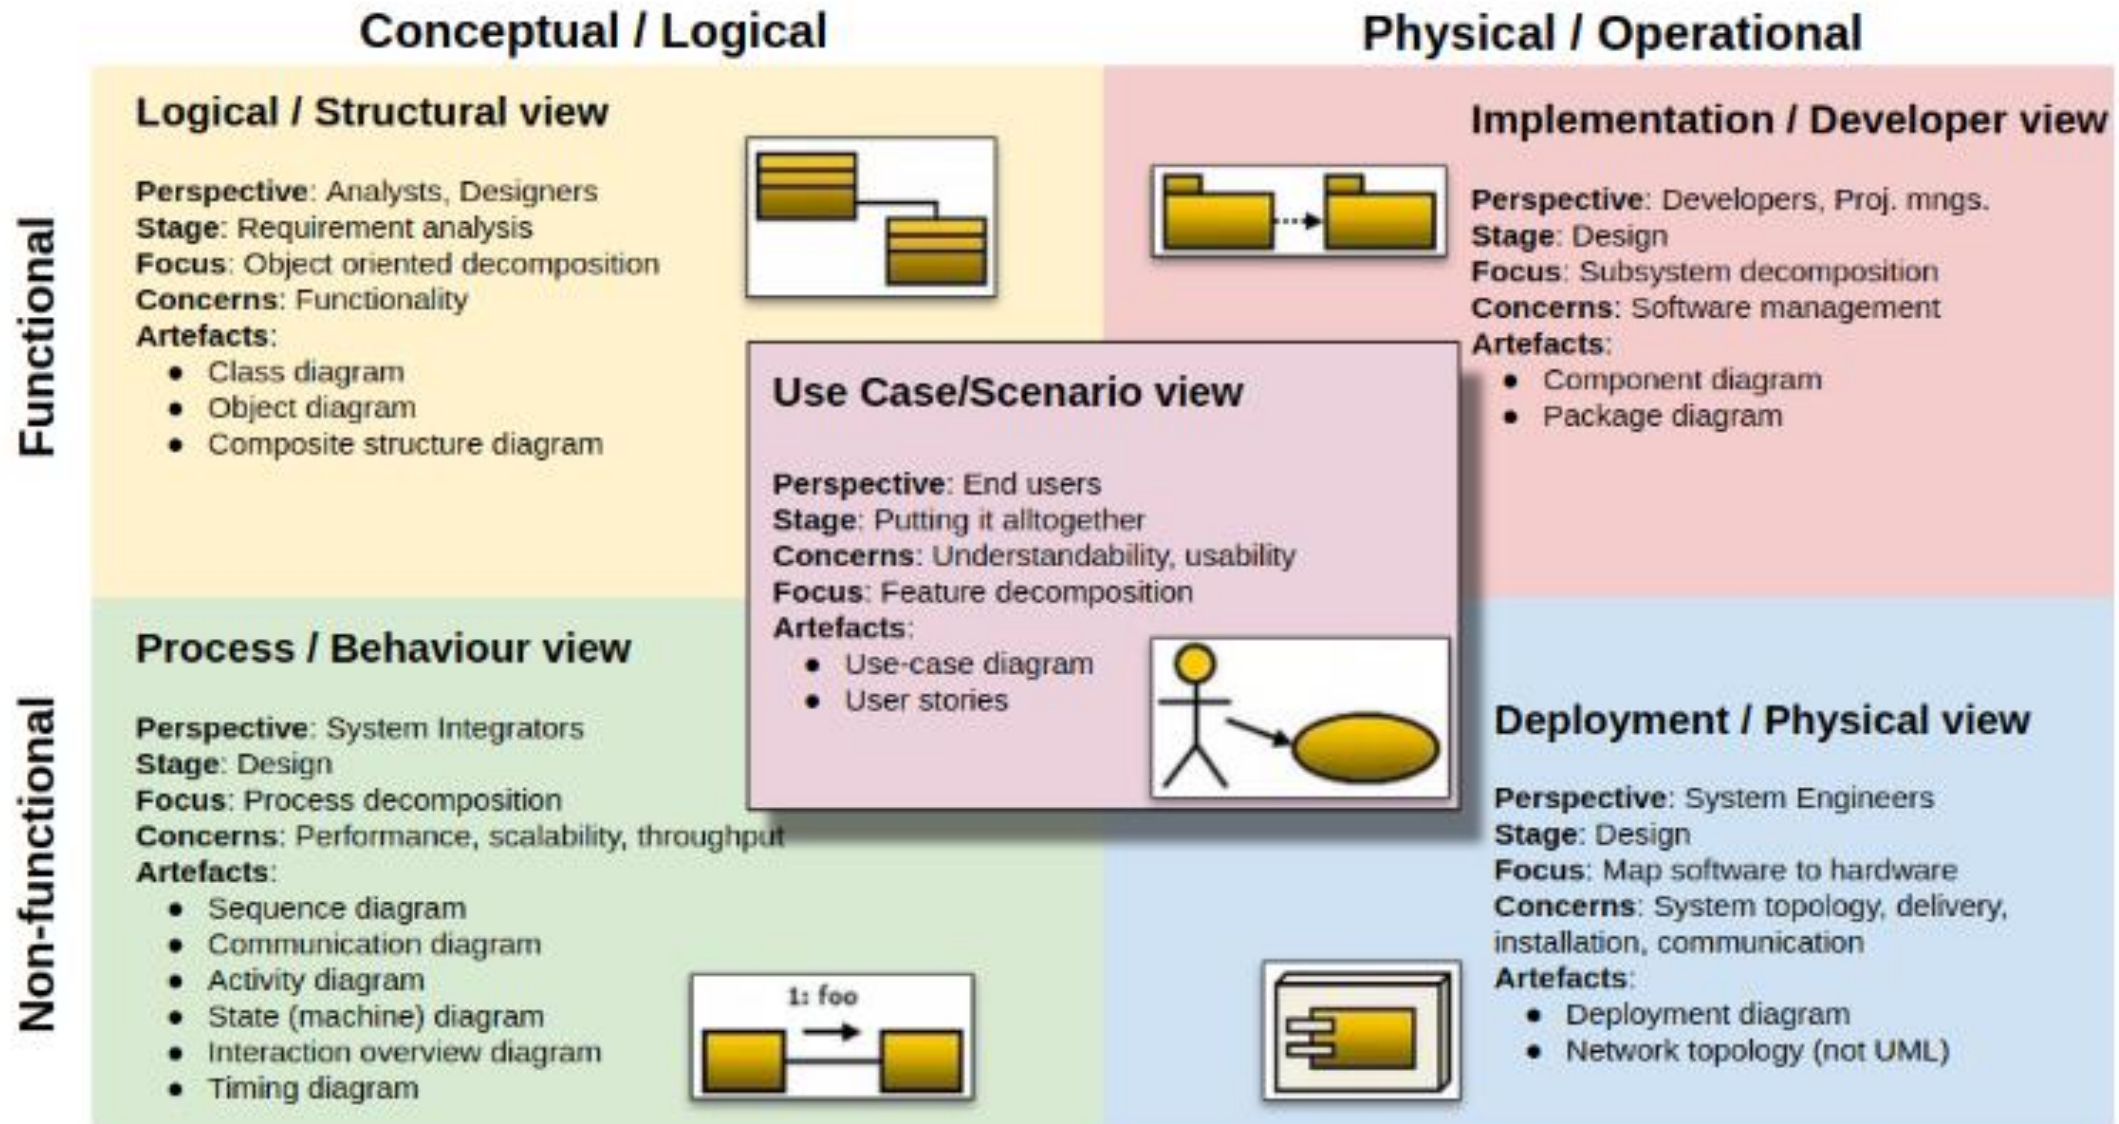 Conceptual / Logical
Physical / Operational
Functional
Non-functional
Logical / Structural view
Perspective: Analysts, Designers
Stage: Requirement analysis
Focus: Object oriented decomposition
Concerns: Functionality
Artefacts:
● Class diagram
● Object diagram
● Composite structure diagram
Implementation / Developer view
Perspective: Developers, Proj. mngs.
Stage: Design
Focus: Subsystem decomposition
Concerns: Software management
Artefacts:
● Component diagram
● Package diagram
Use Case/Scenario view
Perspective: End users
Stage: Putting it alltogether
Concerns: Understandability, usability
Focus: Feature decomposition
Artefacts:
● Use-case diagram
● User stories
Process / Behaviour view
Perspective: System Integrators
Stage: Design
Focus: Process decomposition
Concerns: Performance, scalability, throughput
Artefacts:
● Sequence diagram
● Communication diagram
● Activity diagram
● State (machine) diagram
● Interaction overview diagram
● Timing diagram
1: foo
Deployment / Physical view
Perspective: System Engineers
Stage: Design
Focus: Map software to hardware
Concerns: System topology, delivery,
installation, communication
Artefacts:
● Deployment diagram
● Network topology (not UML)